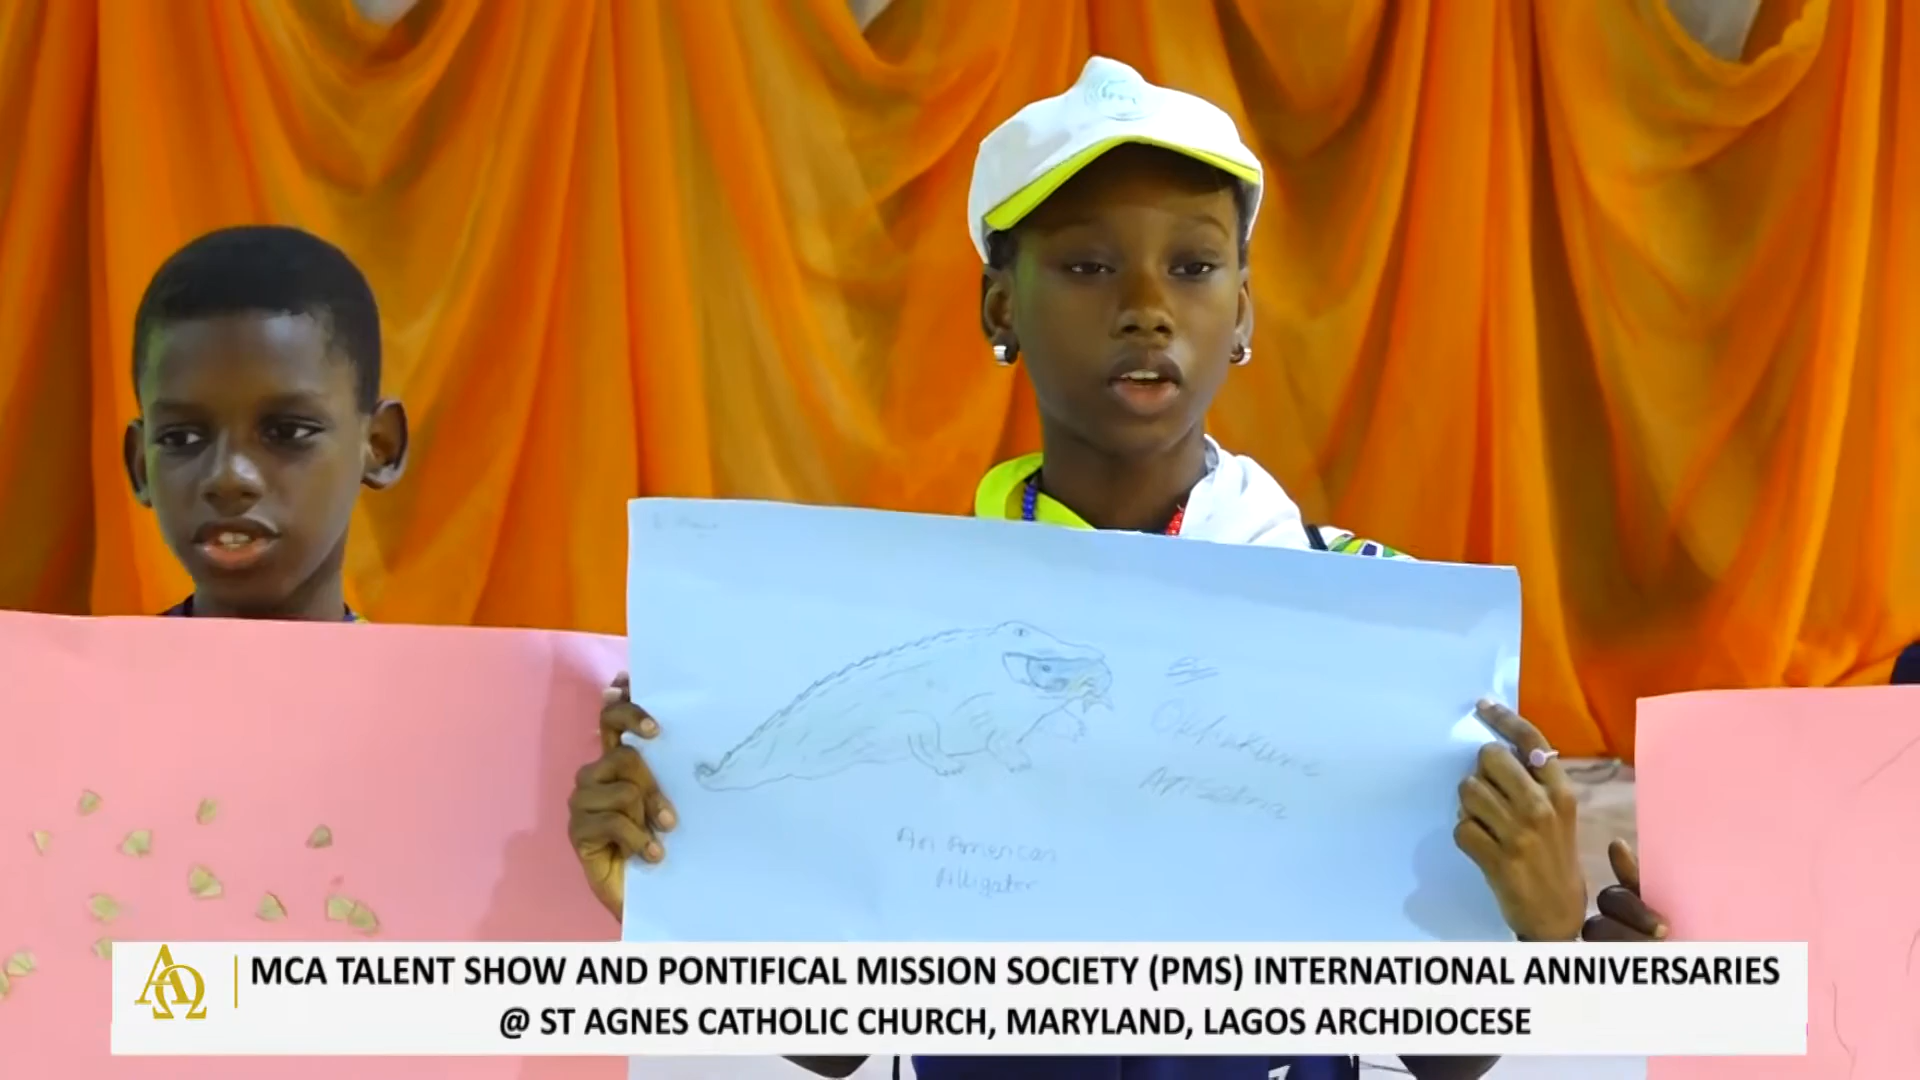 By
An American
Alligator
MCA TALENT SHOW AND PONTIFICAL MISSION SOCIETY (PMS) INTERNATIONAL ANNIVERSARIES
@ ST AGNES CATHOLIC CHURCH, MARYLAND, LAGOS ARCHDIOCESE